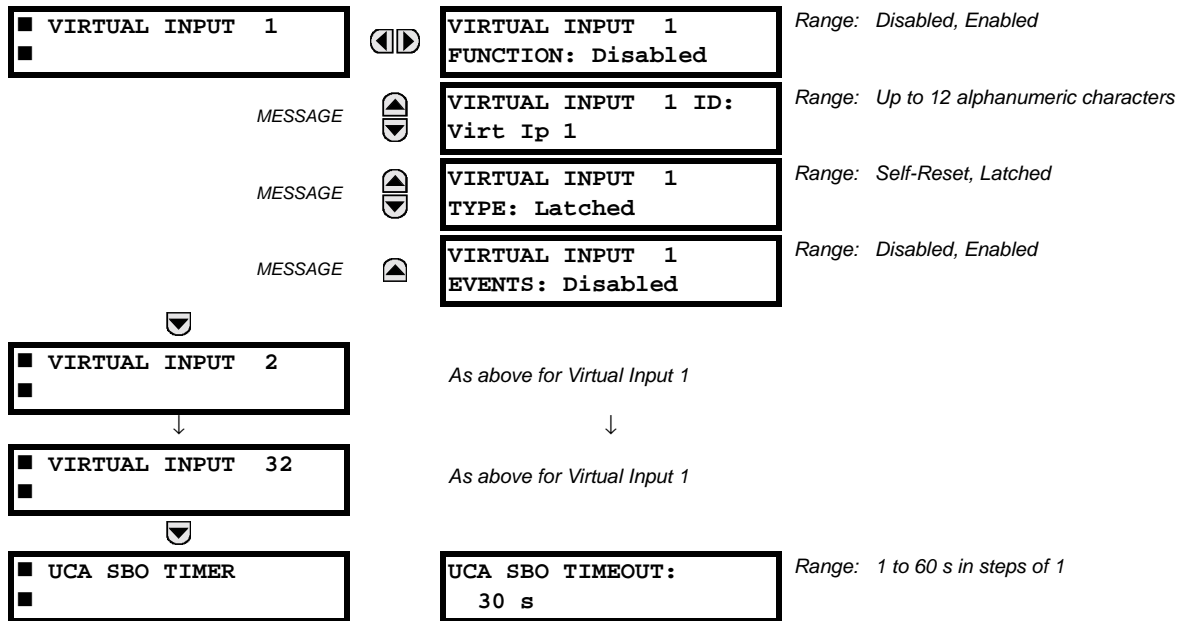 ■ VIRTUAL INPUT 1
■
VIRTUAL INPUT 1
FUNCTION: Disabled
Range: Disabled, Enabled
MESSAGE
VIRTUAL INPUT 1 ID:
Virt Ip 1
Range: Up to 12 alphanumeric characters
MESSAGE
VIRTUAL INPUT 1
TYPE: Latched
Range: Self-Reset, Latched
MESSAGE
VIRTUAL INPUT 1
EVENTS: Disabled
Range: Disabled, Enabled
■ VIRTUAL INPUT 2
■
As above for Virtual Input 1
↓ ↓
■ VIRTUAL INPUT 32
■
As above for Virtual Input 1
■ UCA SBO TIMER
■
UCA SBO TIMEOUT:
30 s
Range: 1 to 60 s in steps of 1